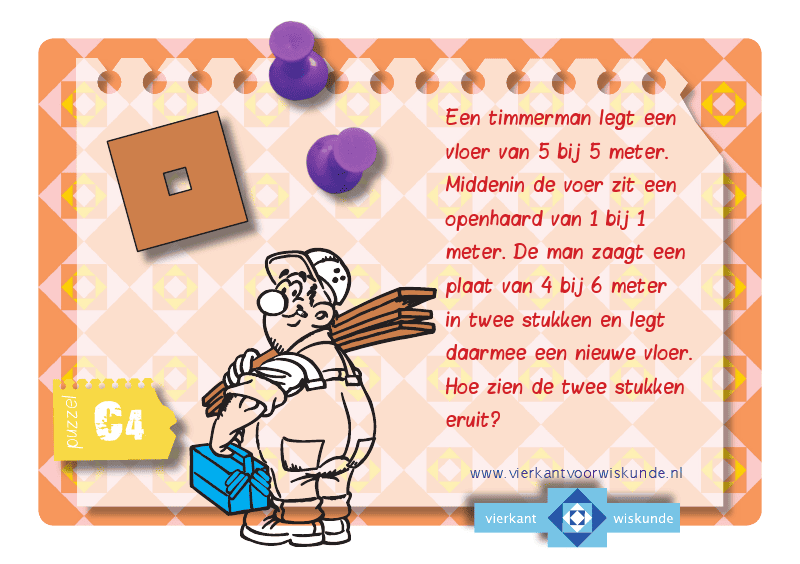 Een timmerman legt een
vloer van 5 bij 5 meter.
Middenin de voer zit een
openhaard van 1 bij 1
meter. De man zaagt een
plaat van 4 bij 6 meter
in twee stukken en legt
daarmee een nieuwe vloer.
Hoe zien de twee stukken
eruit?
puzzel C4
www.vierkantvoorwiskunde.nl
vierkant wiskunde